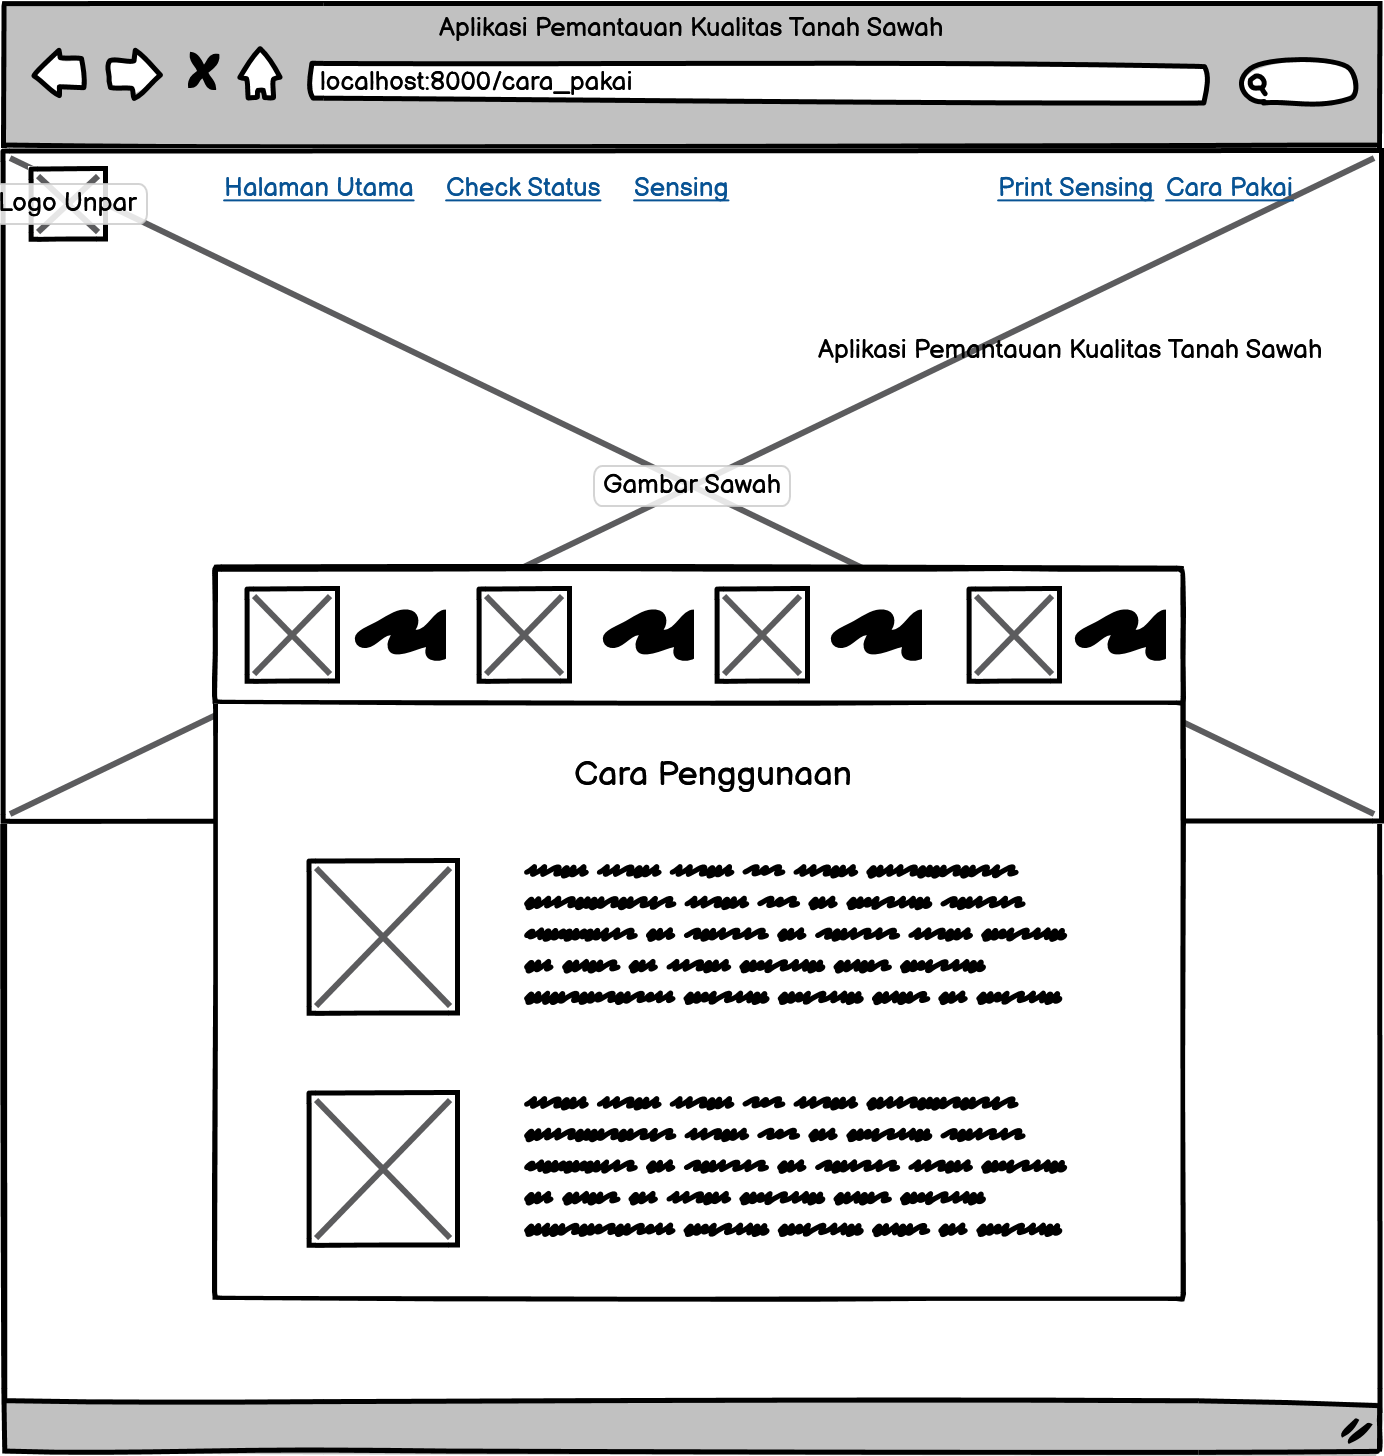 Aplikasi Pemantauan Kualitas Tanah Sawah
localhost:8000/cara_pakai
Logo Unpar
Halaman Utama
Check Status
Sensing
Print Sensing
Cara Pakai
Aplikasi Pemantauan Kualitas Tanah Sawah
Gambar Sawah
Cara Penggunaan